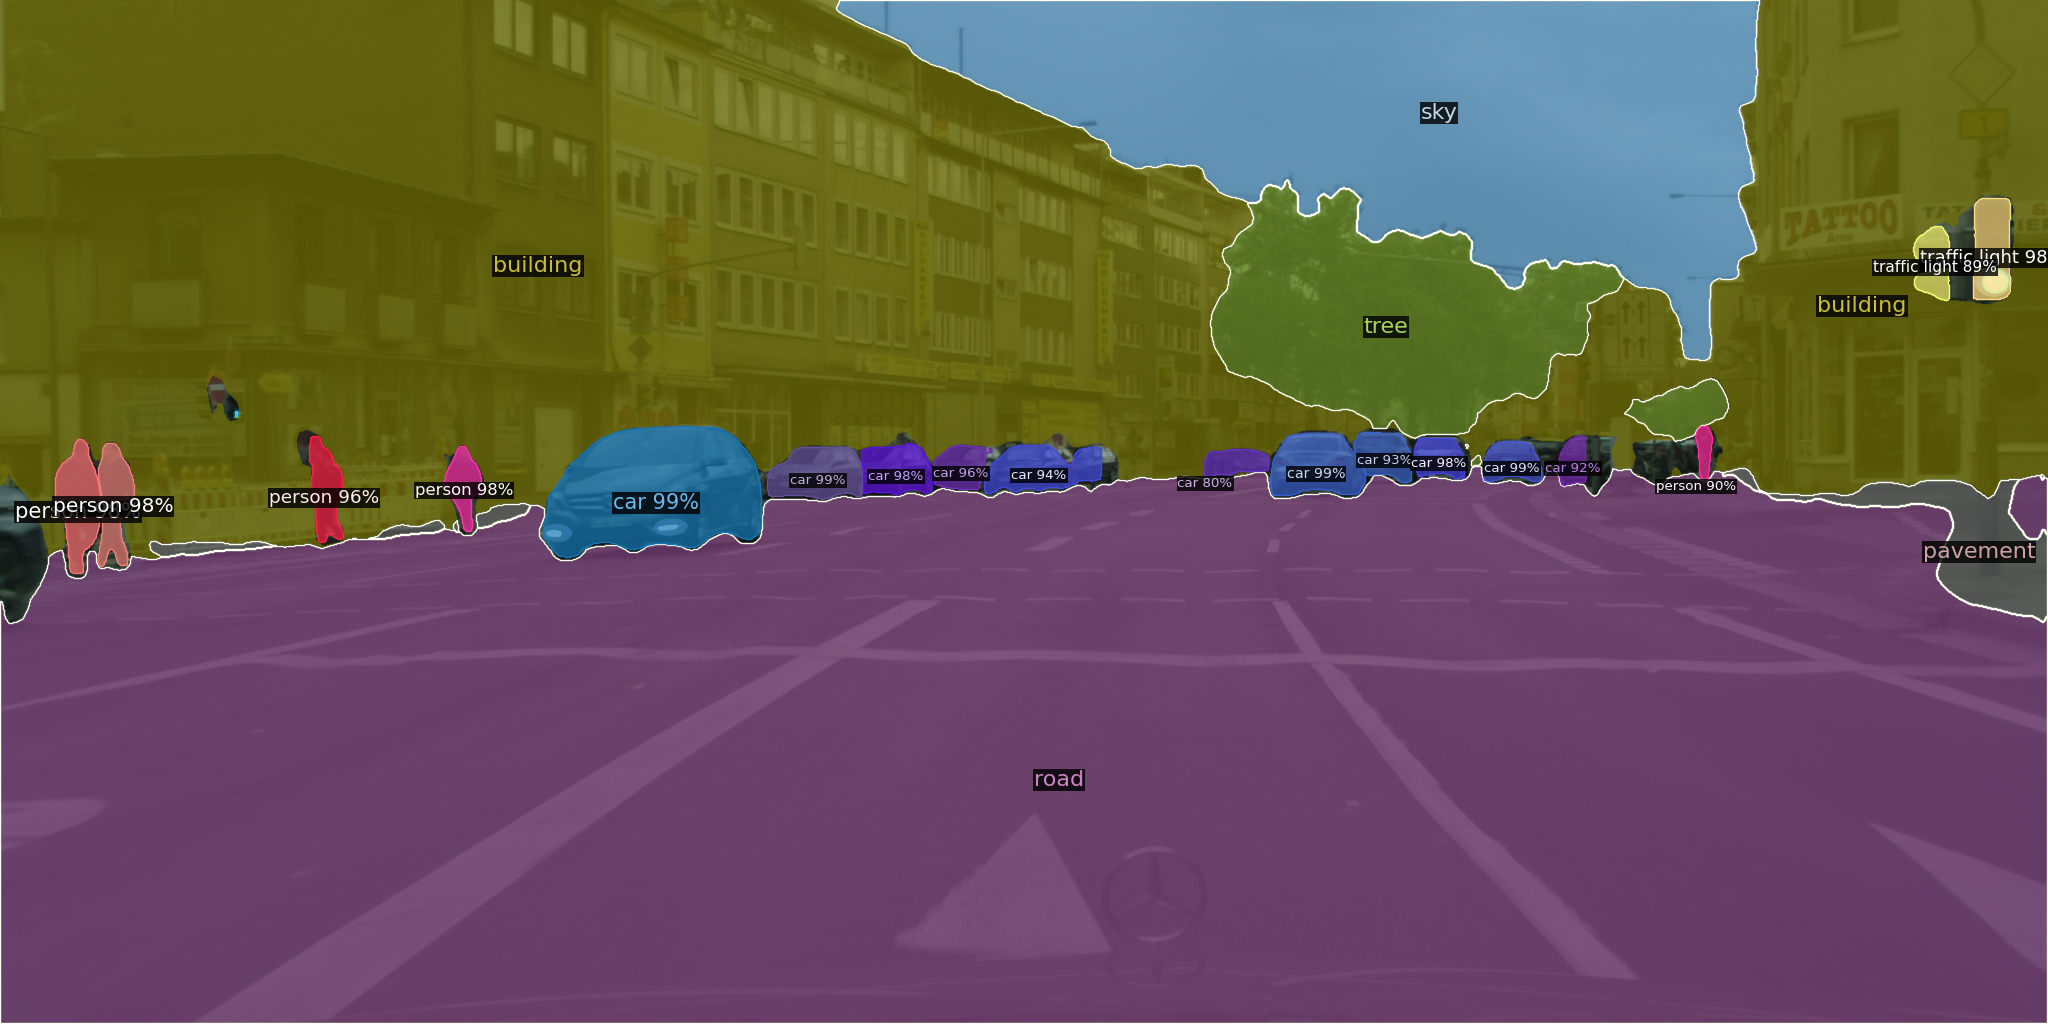 sky
TATTOO
building
traffic light 98
traffic light 89%
building
tree
car 93%
car 98%
car 99%
car 92%
car 99%
car 96%
car 94%
car 98%
car 99%
car 80%
person 90%
person 98%
person 96%
person 98%
car 99%
pavement
road